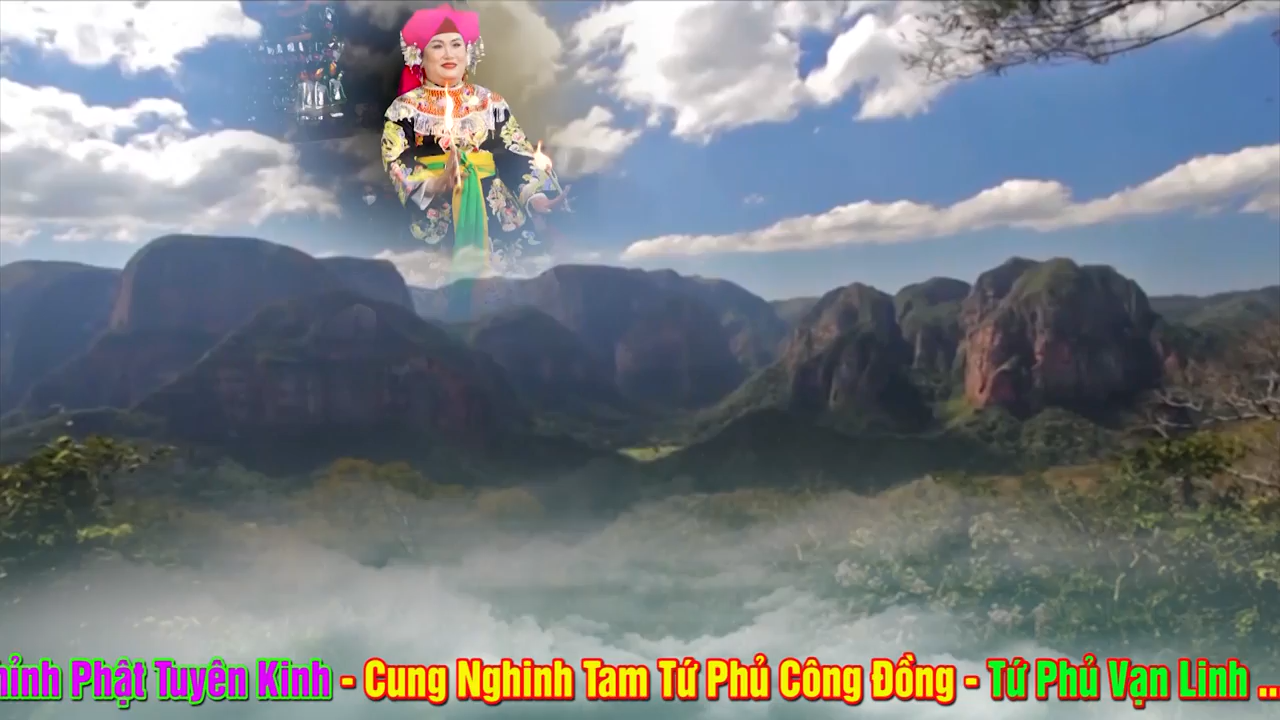 hỉnh Phật Tuyên Kinh - Cung Nghinh Tam Tứ Phủ Công Đồng - Tứ Phủ Vạn Linh ..